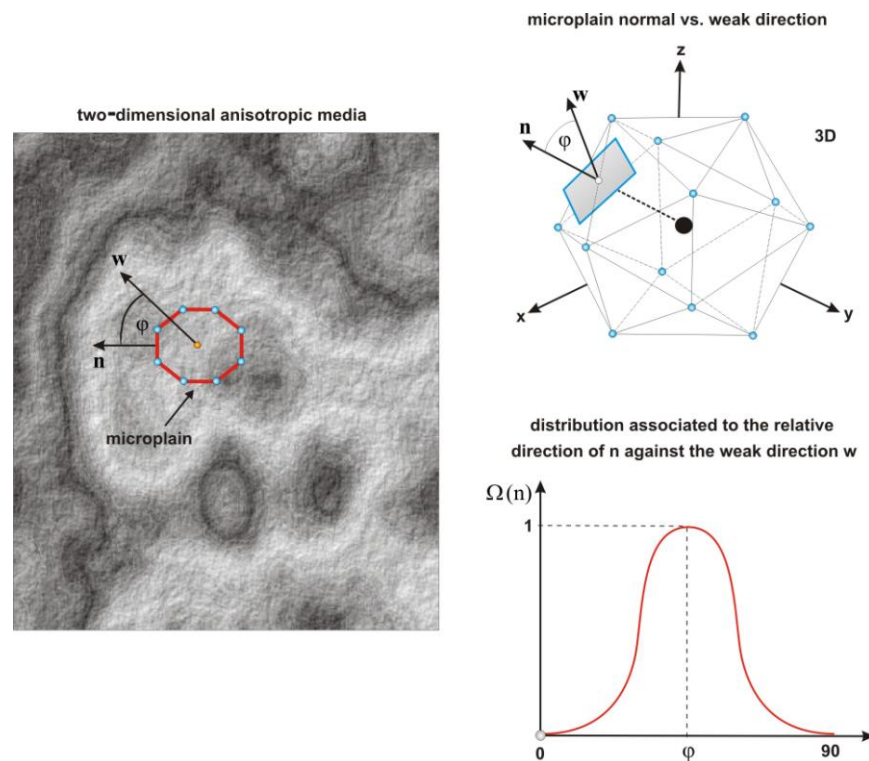 two-dimensional anisotropic media
w
φ
n
microplain
microplain normal vs. weak direction
z
w
n
φ
3D
x
y
distribution associated to the relative
direction of n against the weak direction w
Ω(n)
1
0
φ
90